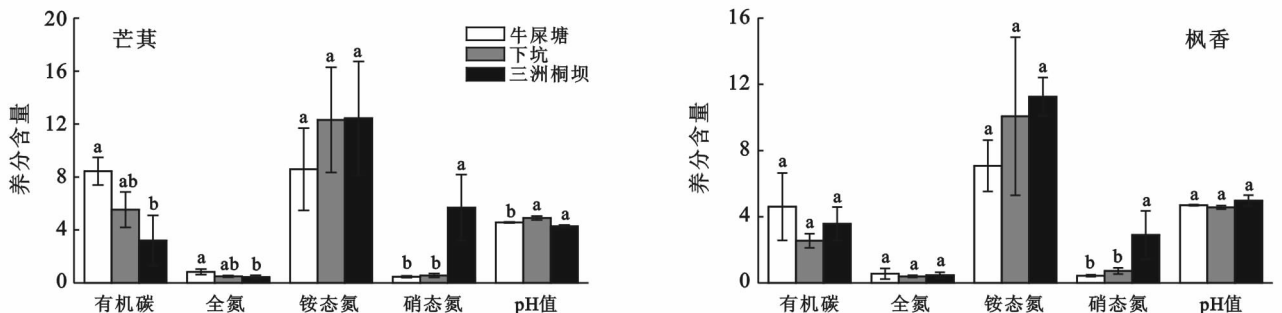 养分含量
20
16
12
8
4
0
芒萁
牛屎塘
下坑
三洲桐坝
a ab b
a ab b
a a a
b b a
b a a
有机碳 全氮 铵态氮 硝态氮 pH值
养分含量
16
12
8
4
0
枫香
a a a
a a a
a a a
b b a
a a a
有机碳 全氮 铵态氮 硝态氮 pH值